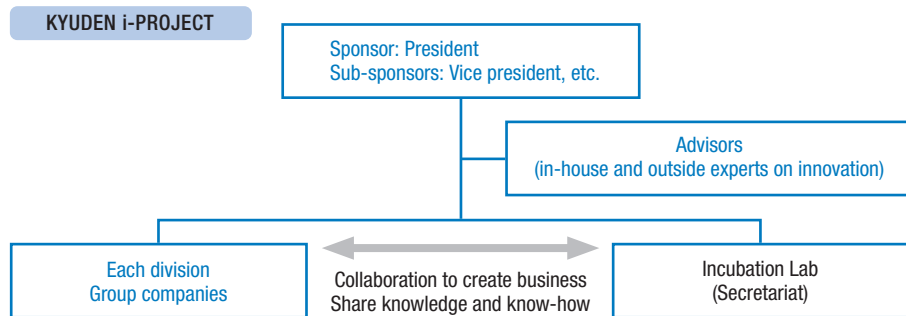 KYUDEN i-PROJECT
Sponsor: President
Sub-sponsors: Vice president, etc.
Advisors
(in-house and outside experts on innovation)
Each division
Group companies
Collaboration to create business
Share knowledge and know-how
Incubation Lab
(Secretariat)